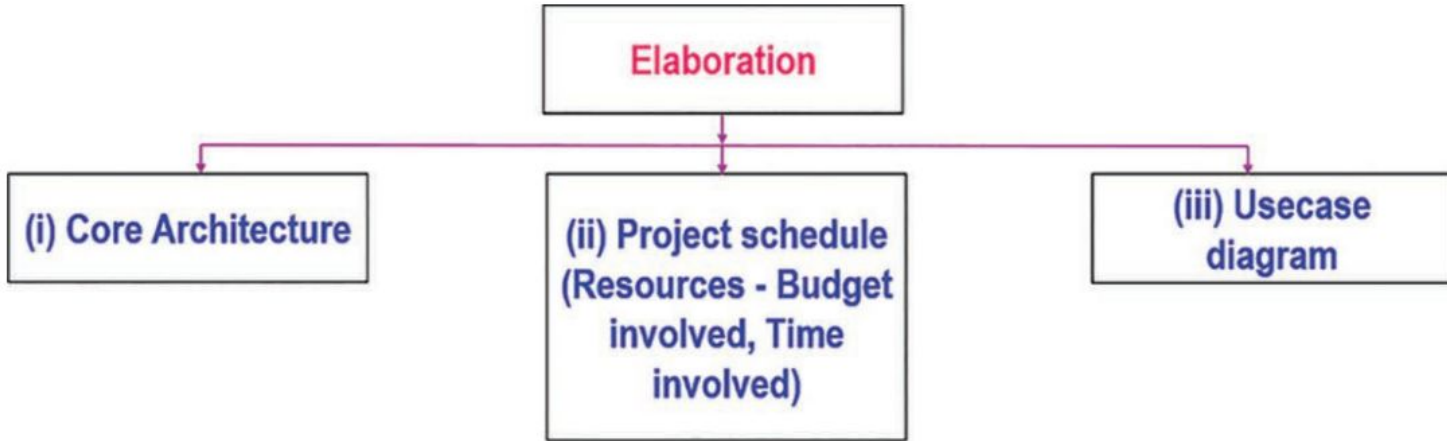 Elaboration
(i) Core Architecture
(ii) Project schedule
(Resources - Budget
involved, Time
involved)
(iii) Usecase
diagram